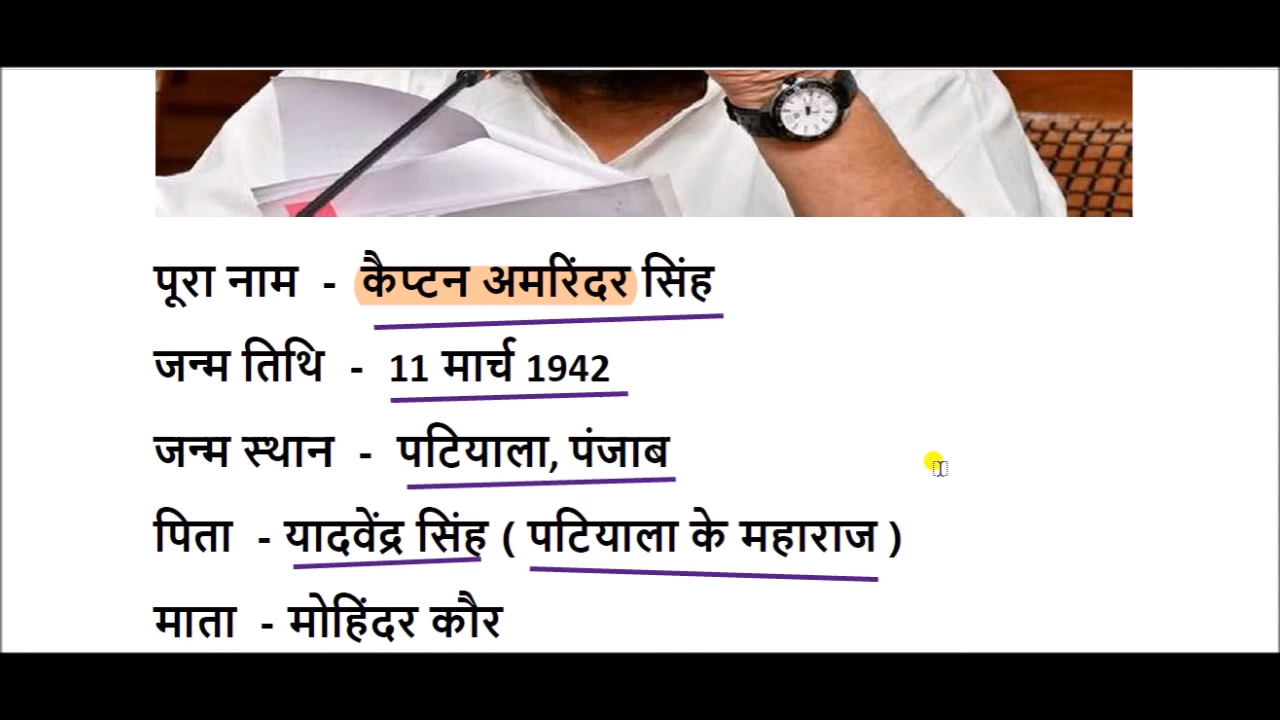 पूरा नाम - कैप्टन अमरिंदर सिंह
जन्म तिथि - 11 मार्च 1942
जन्म स्थान - पटियाला, पंजाब
पिता - यादवेंद्र सिंह ( पटियाला के महाराज )
माता - मोहिंदर कौर